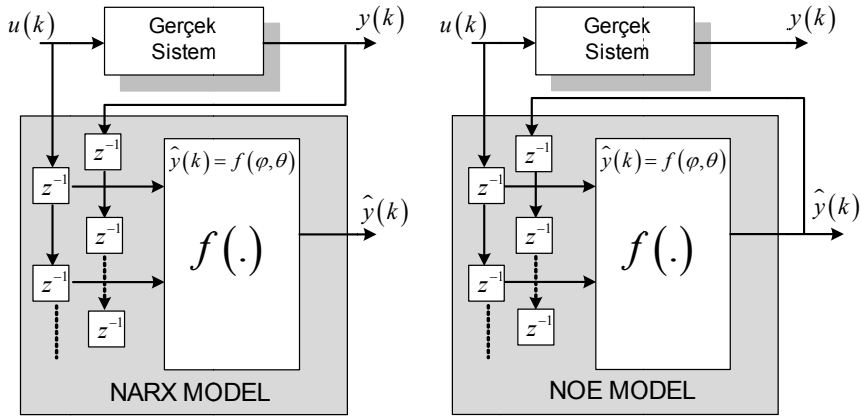 u(k)
Gerçek
Sistem
y(k)
z⁻¹
z⁻¹
z⁻¹
z⁻¹
z⁻¹
ŷ(k) = f(φ,θ)
f(.)
ŷ(k)
NARX MODEL
u(k)
Gerçek
Sistem
y(k)
z⁻¹
z⁻¹
z⁻¹
z⁻¹
z⁻¹
ŷ(k) = f(φ,θ)
f(.)
ŷ(k)
NOE MODEL